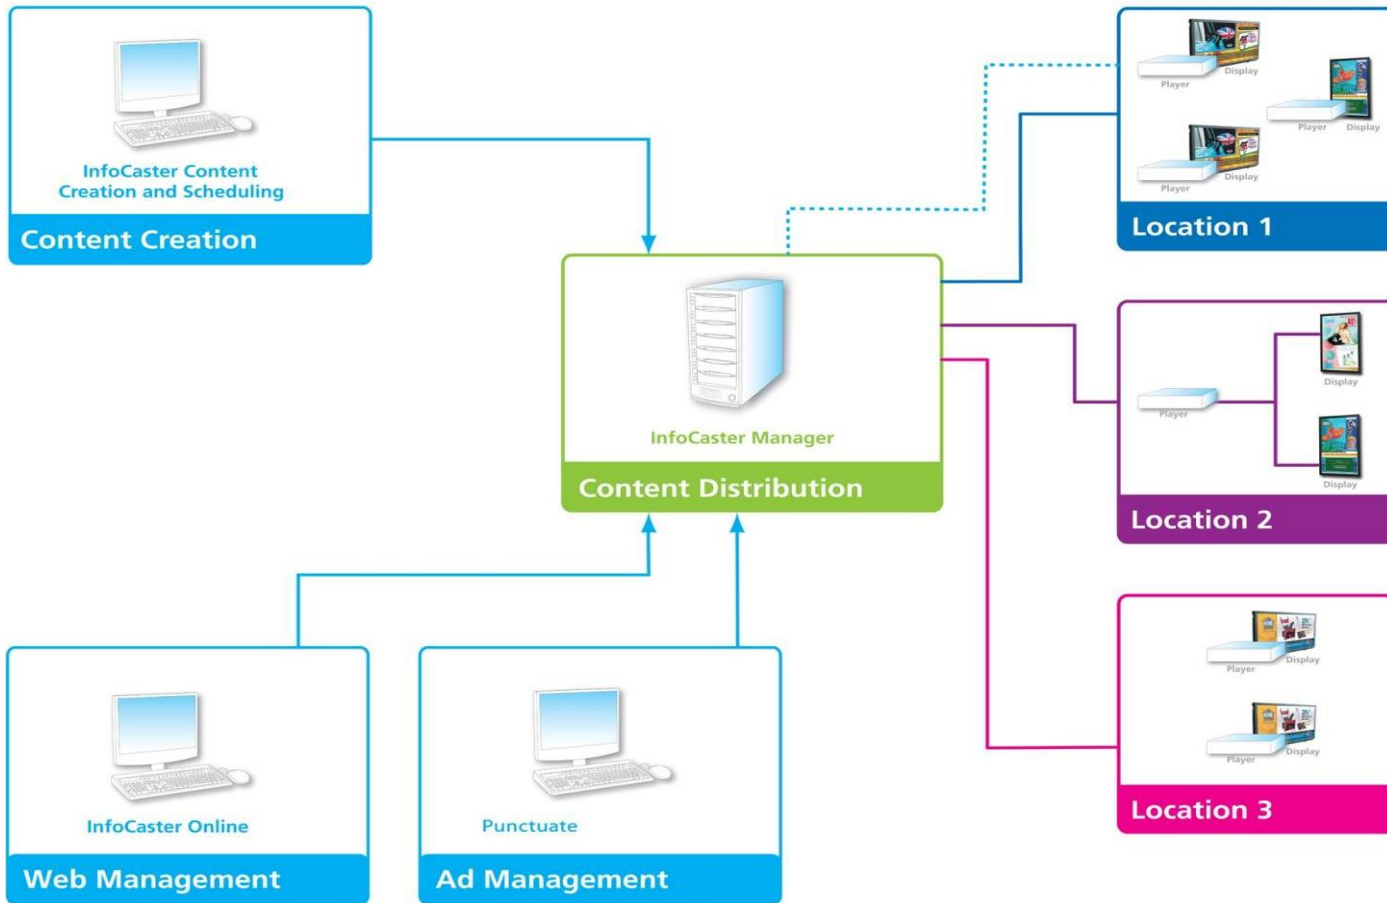 InfoCaster Content
Creation and Scheduling
Content Creation
Player
Display
Player
Display
Player
Display
Location 1
InfoCaster Manager
Content Distribution
Player
Display
Display
Location 2
InfoCaster Online
Web Management
Punctuate
Ad Management
Player
Display
Player
Display
Location 3